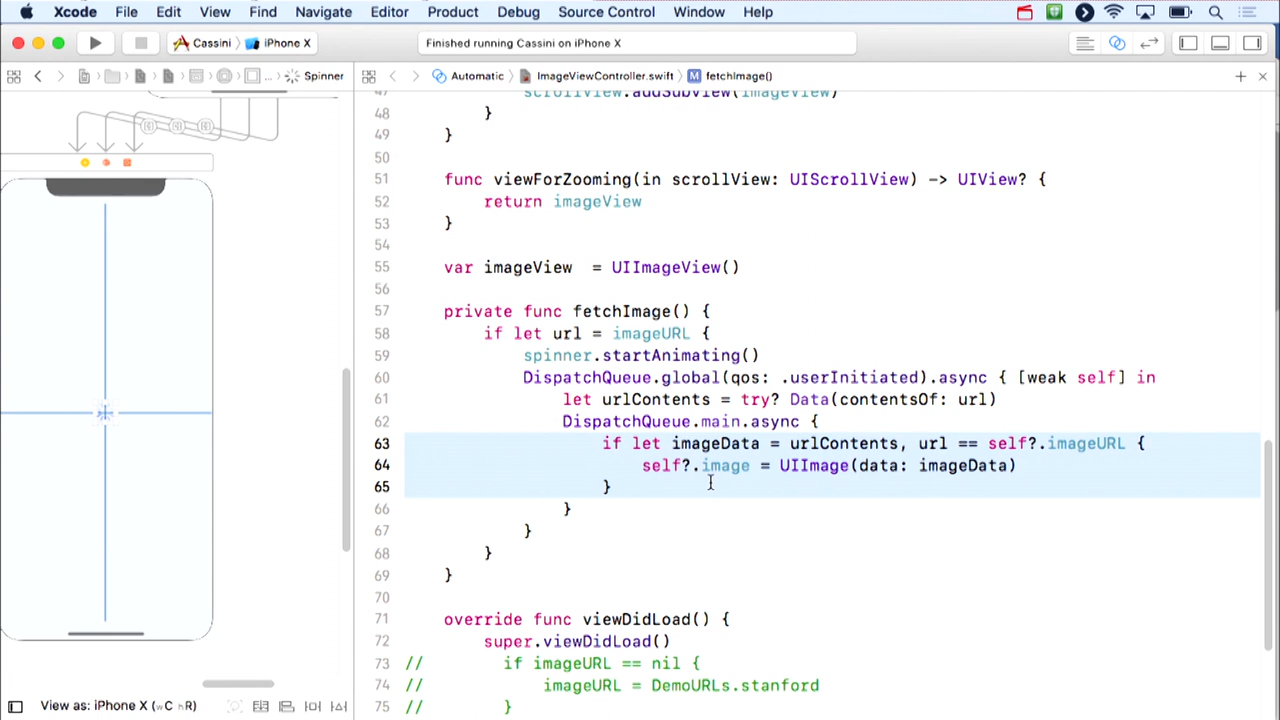 Xcode File Edit View Find Navigate Editor Product Debug Source Control Window Help
Cassini iPhone X Finished running Cassini on iPhone X
... Spinner Automatic ImageViewController.swift M fetchImage()
47 scrollView.addSubview(imageView)
48 }
49 }
50
51 func viewForZooming(in scrollView: UIScrollView) -> UIView? {
52 return imageView
53 }
54
55 var imageView = UIImageView()
56
57 private func fetchImage() {
58 if let url = imageURL {
59 spinner.startAnimating()
60 DispatchQueue.global(qos: .userInitiated).async { [weak self] in
61 let urlContents = try? Data(contentsOf: url)
62 DispatchQueue.main.async {
63 if let imageData = urlContents, url == self?.imageURL {
64 self?.image = UIImage(data: imageData)
65 }
66 }
67 }
68 }
69 }
70
71 override func viewDidLoad() {
72 super.viewDidLoad()
73 // if imageURL == nil {
74 // imageURL = DemoURLs.stanford
75 // }
View as: iPhone X (wC hR)